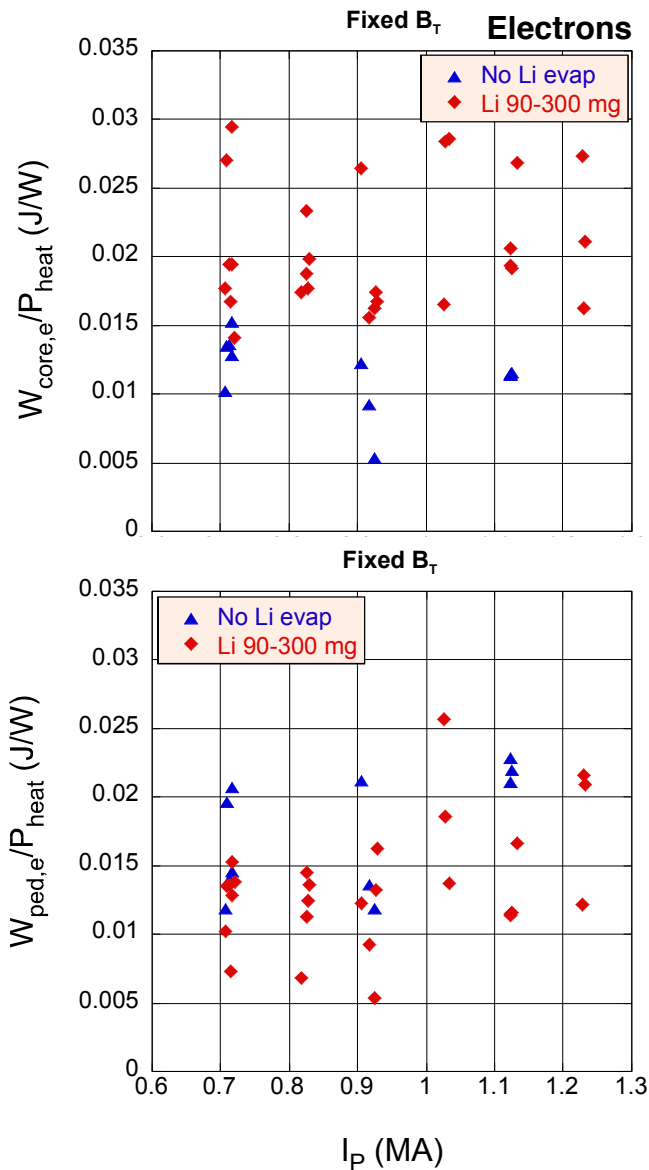 Fixed B_T Electrons
0.035
No Li evap
Li 90-300 mg
0.03
0.025
0.02
0.015
0.01
0.005
0
W_core,e/P_heat (J/W)
Fixed B_T
0.035
No Li evap
Li 90-300 mg
0.03
0.025
0.02
0.015
0.01
0.005
0
W_ped,e/P_heat (J/W)
0.6 0.7 0.8 0.9 1 1.1 1.2 1.3
I_P (MA)